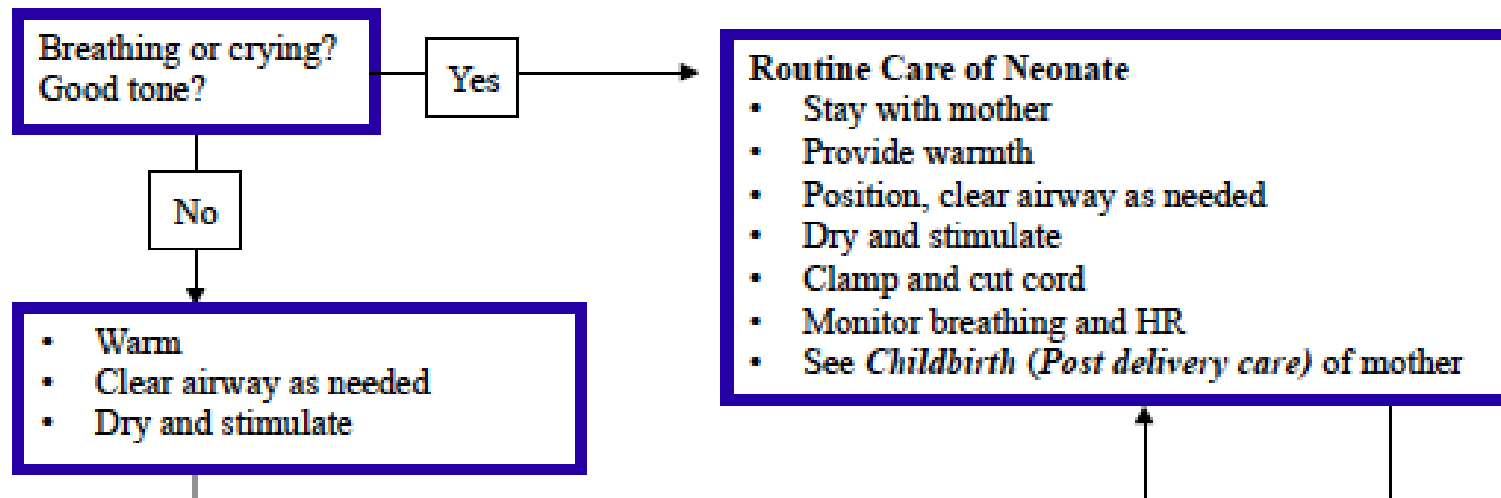 Breathing or crying?
Good tone?
Yes
Routine Care of Neonate
• Stay with mother
• Provide warmth
• Position, clear airway as needed
• Dry and stimulate
• Clamp and cut cord
• Monitor breathing and HR
• See Childbirth (Post delivery care) of mother
No
• Warm
• Clear airway as needed
• Dry and stimulate